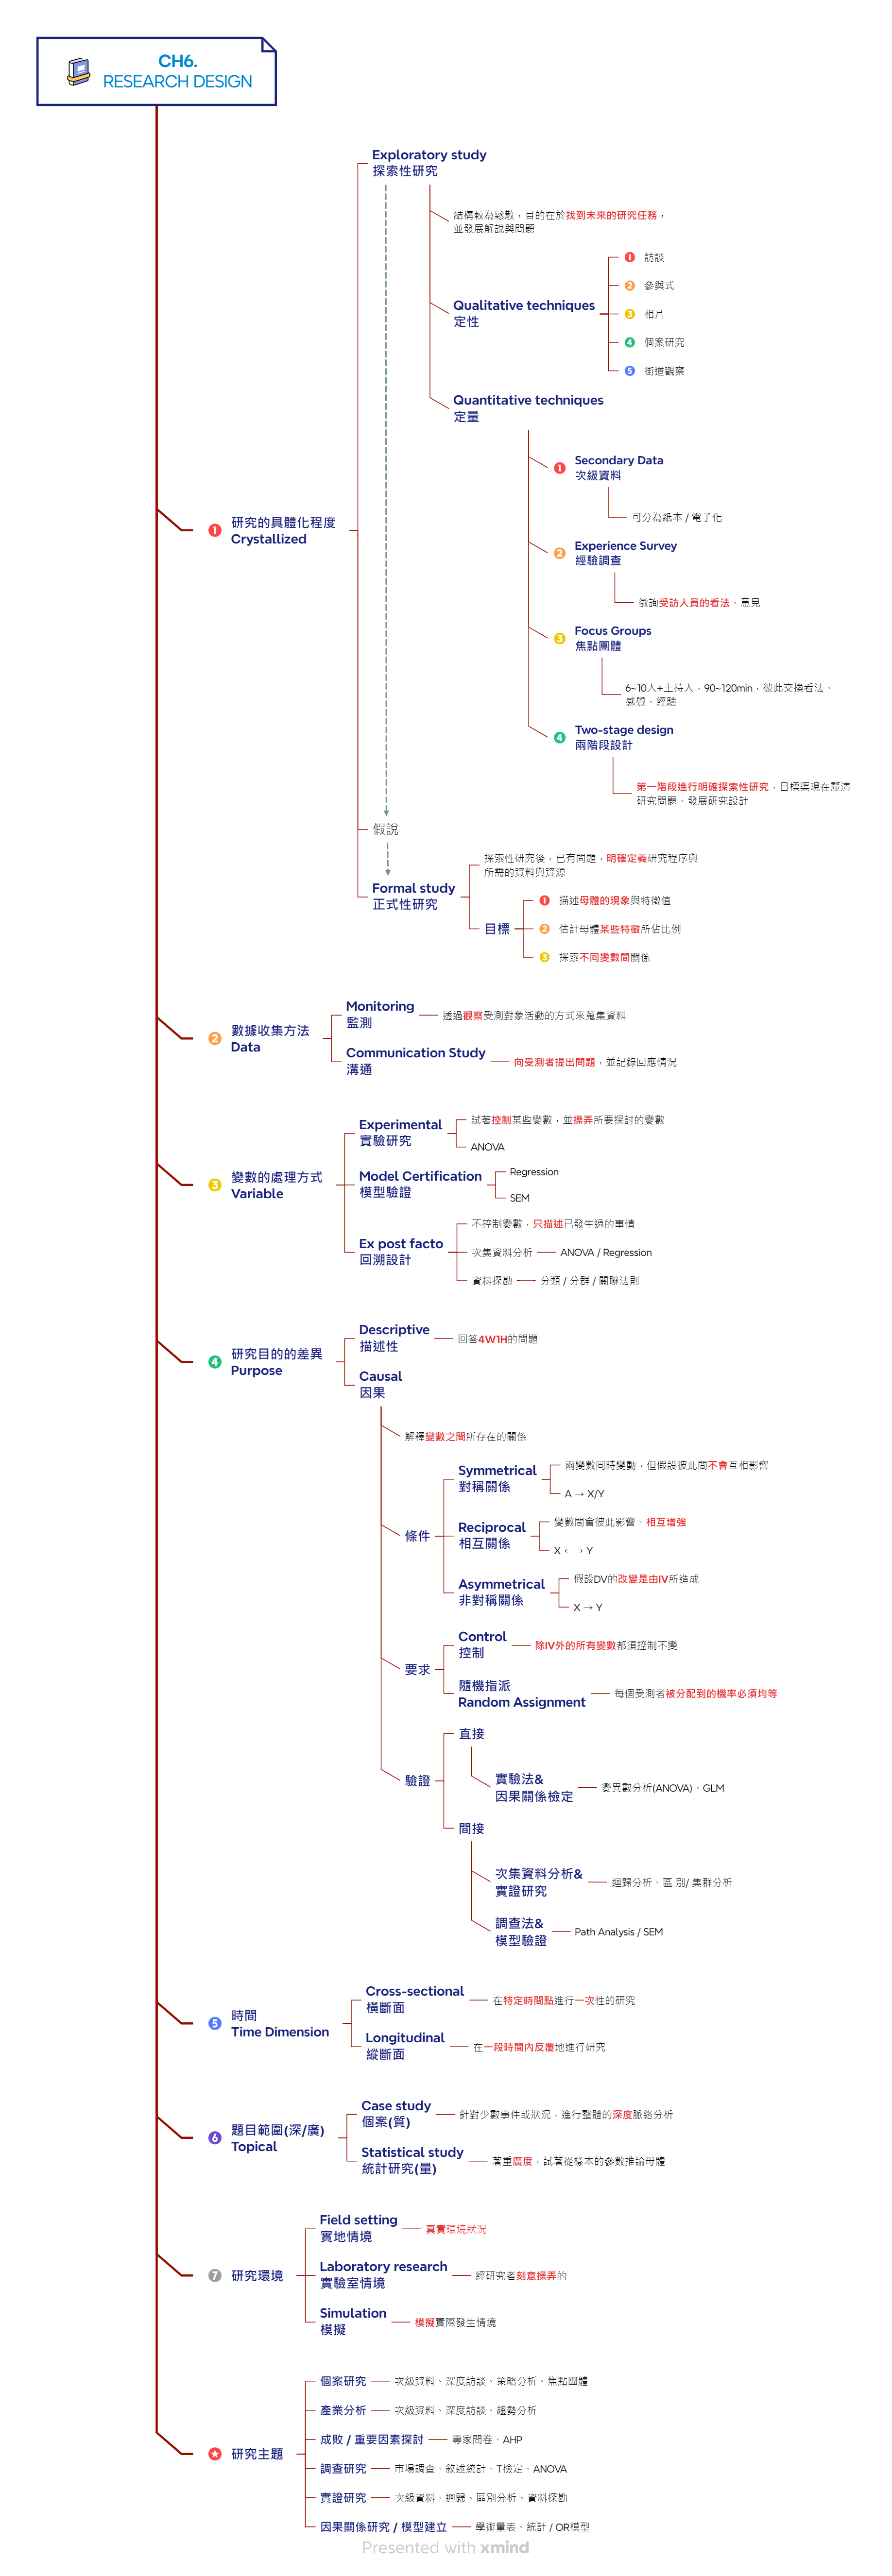 CH6.
RESEARCH DESIGN
1 研究的具體化程度
Crystallized
Exploratory study
探索性研究
結構較為鬆散，目的在於找到未來的研究任務，
並發展解說與問題
Qualitative techniques
定性
1 訪談
2 參與式
3 相片
4 個案研究
5 街道觀察
Quantitative techniques
定量
1 Secondary Data
次級資料
可分為紙本 / 電子化
2 Experience Survey
經驗調查
徵詢受訪人員的看法、意見
3 Focus Groups
焦點團體
6~10人+主持人，90~120min，彼此交換看法、
感覺、經驗
4 Two-stage design
兩階段設計
第一階段進行明確探索性研究，目標渠現在釐清
研究問題、發展研究設計
假說
Formal study
正式性研究
探索性研究後，已有問題，明確定義研究程序與
所需的資料與資源
目標
1 描述母體的現象與特徵值
2 估計母體某些特徵所佔比例
3 探索不同變數間關係
2 數據收集方法
Data
Monitoring
監測
透過觀察受測對象活動的方式來蒐集資料
Communication Study
溝通
向受測者提出問題，並記錄回應情況
3 變數的處理方式
Variable
Experimental
實驗研究
試著控制某些變數，並操弄所要探討的變數
ANOVA
Model Certification
模型驗證
Regression
SEM
Ex post facto
回溯設計
不控制變數，只描述已發生過的事情
次集資料分析
ANOVA / Regression
資料探勘
分類 / 分群 / 關聯法則
4 研究目的的差異
Purpose
Descriptive
描述性
回答4W1H的問題
Causal
因果
解釋變數之間所存在的關係
條件
Symmetrical
對稱關係
兩變數同時變動，但假設彼此間不會互相影響
A → X/Y
Reciprocal
相互關係
變數間會彼此影響、相互增強
X ←→ Y
Asymmetrical
非對稱關係
假設DV的改變是由IV所造成
X → Y
要求
Control
控制
除IV外的所有變數都須控制不變
隨機指派
Random Assignment
每個受測者被分配到的機率必須均等
驗證
直接
實驗法&
因果關係檢定
變異數分析(ANOVA)、GLM
間接
次集資料分析&
實證研究
迴歸分析、區 別/ 集群分析
調查法&
模型驗證
Path Analysis / SEM
5 時間
Time Dimension
Cross-sectional
橫斷面
在特定時間點進行一次性的研究
Longitudinal
縱斷面
在一段時間內反覆地進行研究
6 題目範圍(深/廣)
Topical
Case study
個案(質)
針對少數事件或狀況，進行整體的深度脈絡分析
Statistical study
統計研究(量)
著重廣度，試著從樣本的參數推論母體
7 研究環境
Field setting
實地情境
真實環境狀況
Laboratory research
實驗室情境
經研究者刻意操弄的
Simulation
模擬
模擬實際發生情境
研究主題
個案研究
次級資料、深度訪談、策略分析、焦點團體
產業分析
次級資料、深度訪談、趨勢分析
成敗 / 重要因素探討
專家問卷、AHP
調查研究
市場調查、敘述統計、T檢定、ANOVA
實證研究
次級資料、迴歸、區別分析、資料探勘
因果關係研究 / 模型建立
學術量表、統計 / OR模型
Presented with xmind